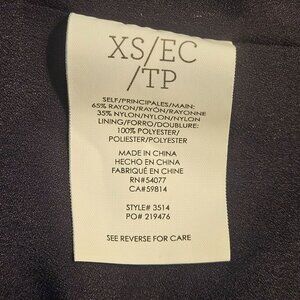 XS/EC
/TP
SELF/PRINCIPALES/MAIN:
65% RAYON/RAYON/RAYONNE
35% NYLON/NYLON/NYLON
LINING/FORRO/DOUBLURE:
100% POLYESTER/
POLIESTER/POLYESTER
MADE IN CHINA
HECHO EN CHINA
FABRIQUÉ EN CHINE
RN#54077
CA#59814
STYLE# 3514
PO# 219476
SEE REVERSE FOR CARE